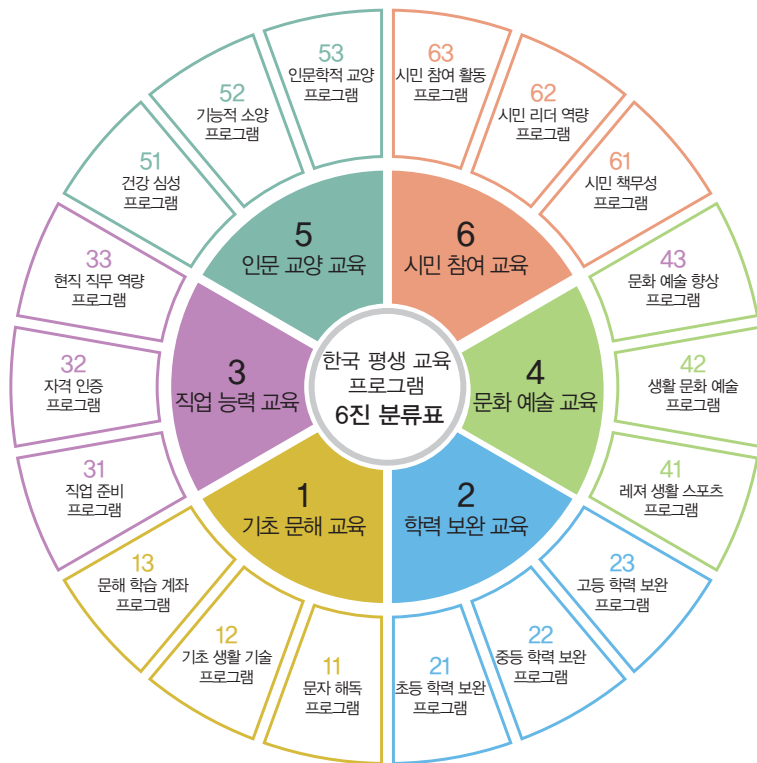 53
인문학적 교양
프로그램
63
시민 참여 활동
프로그램
52
기능적 소양
프로그램
62
시민 리더 역량
프로그램
51
건강 심성
프로그램
61
시민 책무성
프로그램
5
인문 교양 교육
6
시민 참여 교육
33
현직 직무 역량
프로그램
43
문화 예술 향상
프로그램
32
자격 인증
프로그램
3
직업 능력 교육
한국 평생 교육
프로그램
6진 분류표
4
문화 예술 교육
42
생활 문화 예술
프로그램
31
직업 준비
프로그램
41
레져 생활 스포츠
프로그램
1
기초 문해 교육
2
학력 보완 교육
13
문해 학습 계좌
프로그램
23
고등 학력 보완
프로그램
12
기초 생활 기술
프로그램
22
중등 학력 보완
프로그램
11
문자 해독
프로그램
21
초등 학력 보완
프로그램